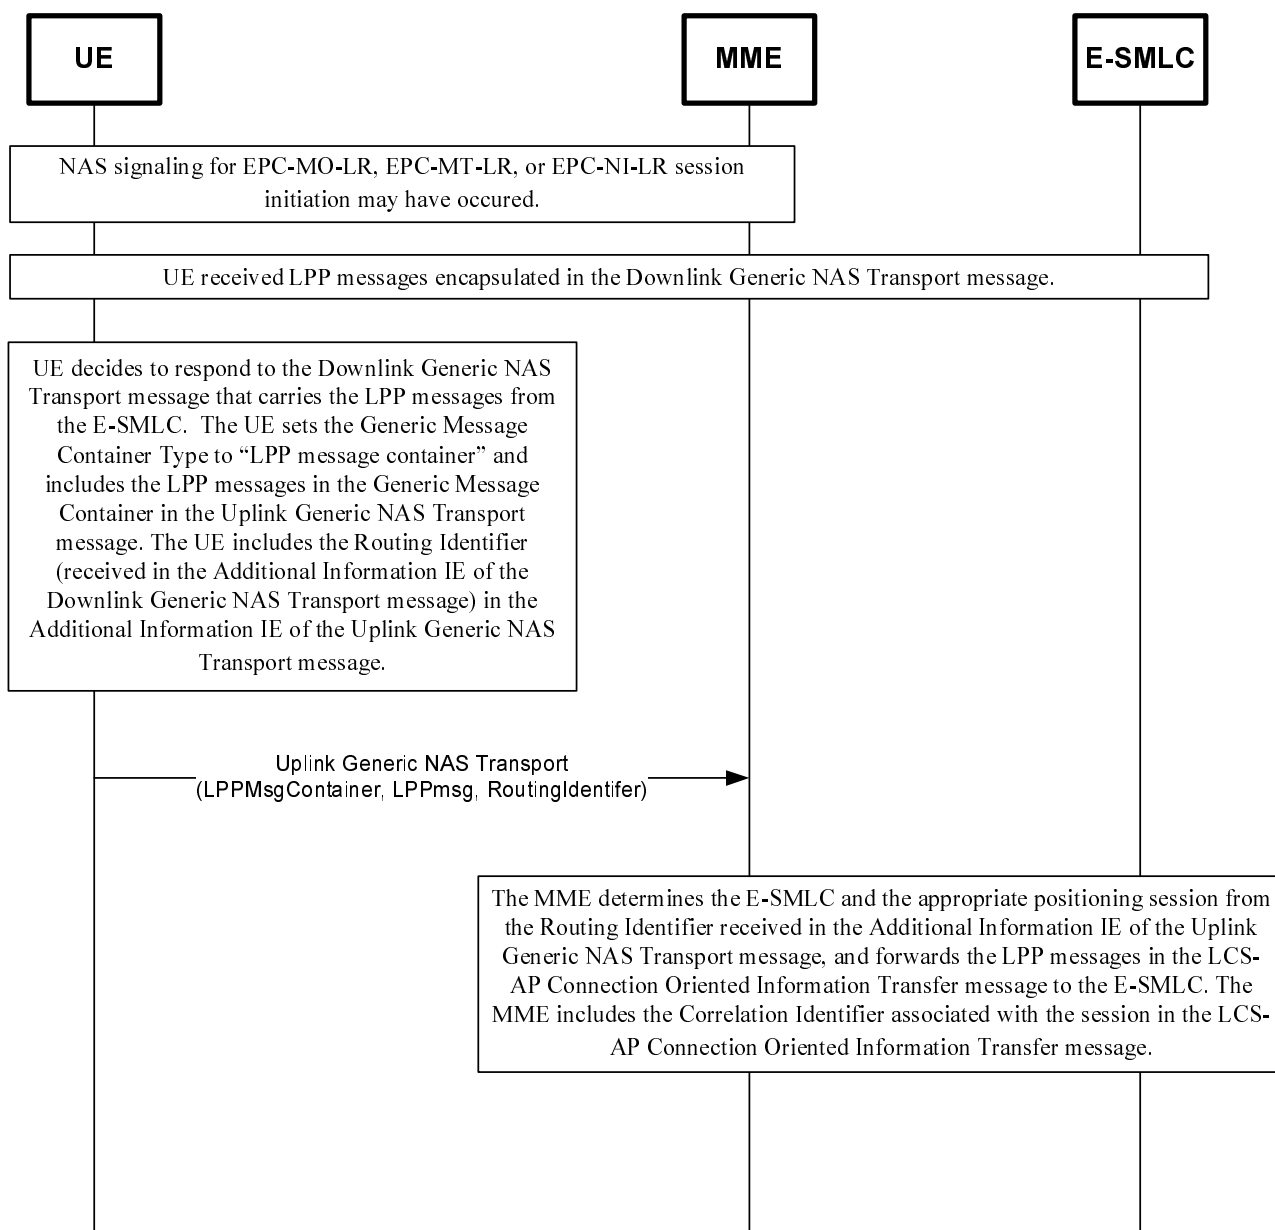 UE
MME
E-SMLC
NAS signaling for EPC-MO-LR, EPC-MT-LR, or EPC-NI-LR session
initiation may have occured.
UE received LPP messages encapsulated in the Downlink Generic NAS Transport message.
UE decides to respond to the Downlink Generic NAS
Transport message that carries the LPP messages from
the E-SMLC.  The UE sets the Generic Message
Container Type to “LPP message container” and
includes the LPP messages in the Generic Message
Container in the Uplink Generic NAS Transport
message. The UE includes the Routing Identifier
(received in the Additional Information IE of the
Downlink Generic NAS Transport message) in the
Additional Information IE of the Uplink Generic NAS
Transport message.
Uplink Generic NAS Transport
(LPPMsgContainer, LPPmsg, RoutingIdentifer)
The MME determines the E-SMLC and the appropriate positioning session from
the Routing Identifier received in the Additional Information IE of the Uplink
Generic NAS Transport message, and forwards the LPP messages in the LCS-
AP Connection Oriented Information Transfer message to the E-SMLC. The
MME includes the Correlation Identifier associated with the session in the LCS-
AP Connection Oriented Information Transfer message.